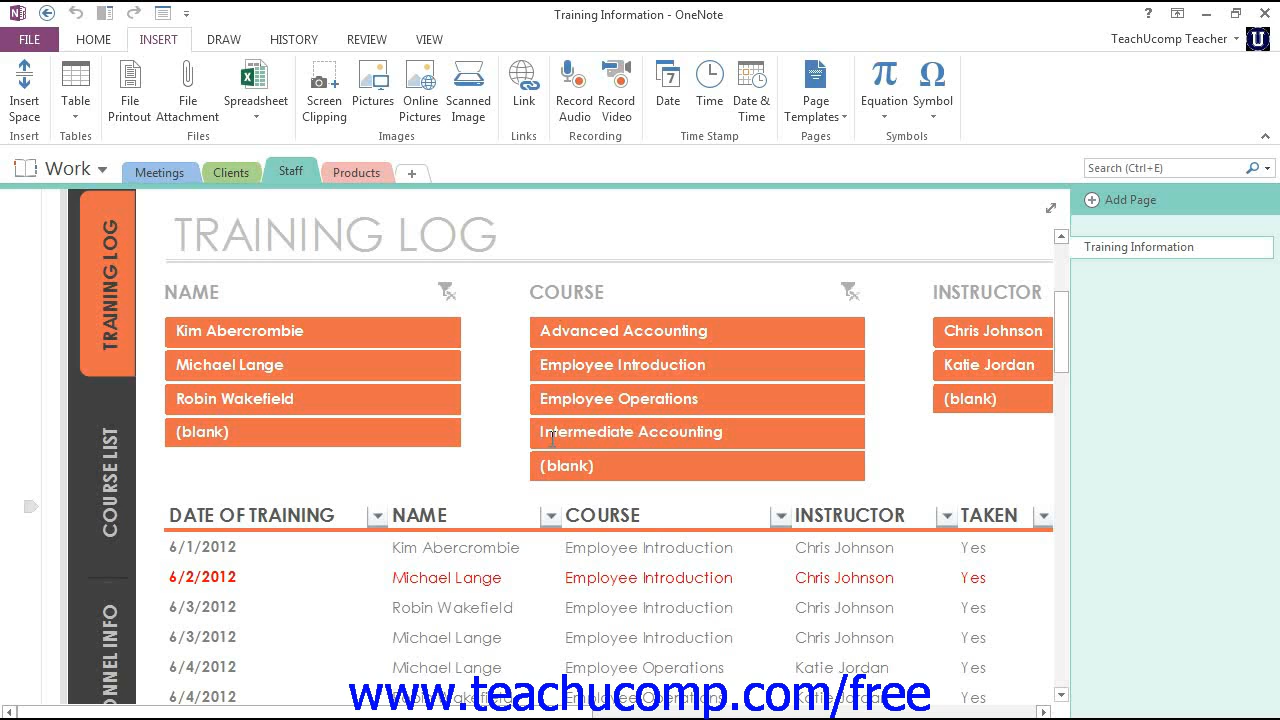 Training Information - OneNote
FILE HOME INSERT DRAW HISTORY REVIEW VIEW TeachUcomp Teacher
Insert Space
Table
File Printout
File Attachment
Spreadsheet
Screen Clipping
Pictures
Online Pictures
Scanned Image
Link
Record Audio
Record Video
Date
Time
Date & Time
Page Templates
Equation
Symbol
Insert Tables Files Images Links Recording Time Stamp Pages Symbols
Work Meetings Clients Staff Products Search (Ctrl+E)
Add Page
Training Information
TRAINING LOG
COURSE LIST
ONNEL INFO
TRAINING LOG
NAME COURSE INSTRUCTOR
Kim Abercrombie Advanced Accounting Chris Johnson
Michael Lange Employee Introduction Katie Jordan
Robin Wakefield Employee Operations (blank)
(blank) Intermediate Accounting
(blank)
DATE OF TRAINING NAME COURSE INSTRUCTOR TAKEN
6/1/2012 Kim Abercrombie Employee Introduction Chris Johnson Yes
6/2/2012 Michael Lange Employee Introduction Chris Johnson Yes
6/3/2012 Robin Wakefield Employee Introduction Chris Johnson Yes
6/3/2012 Michael Lange Employee Introduction Chris Johnson Yes
6/4/2012 Michael Lange Employee Operations Katie Jordan Yes
6/4/2012 Yes
www.teachucomp.com/free